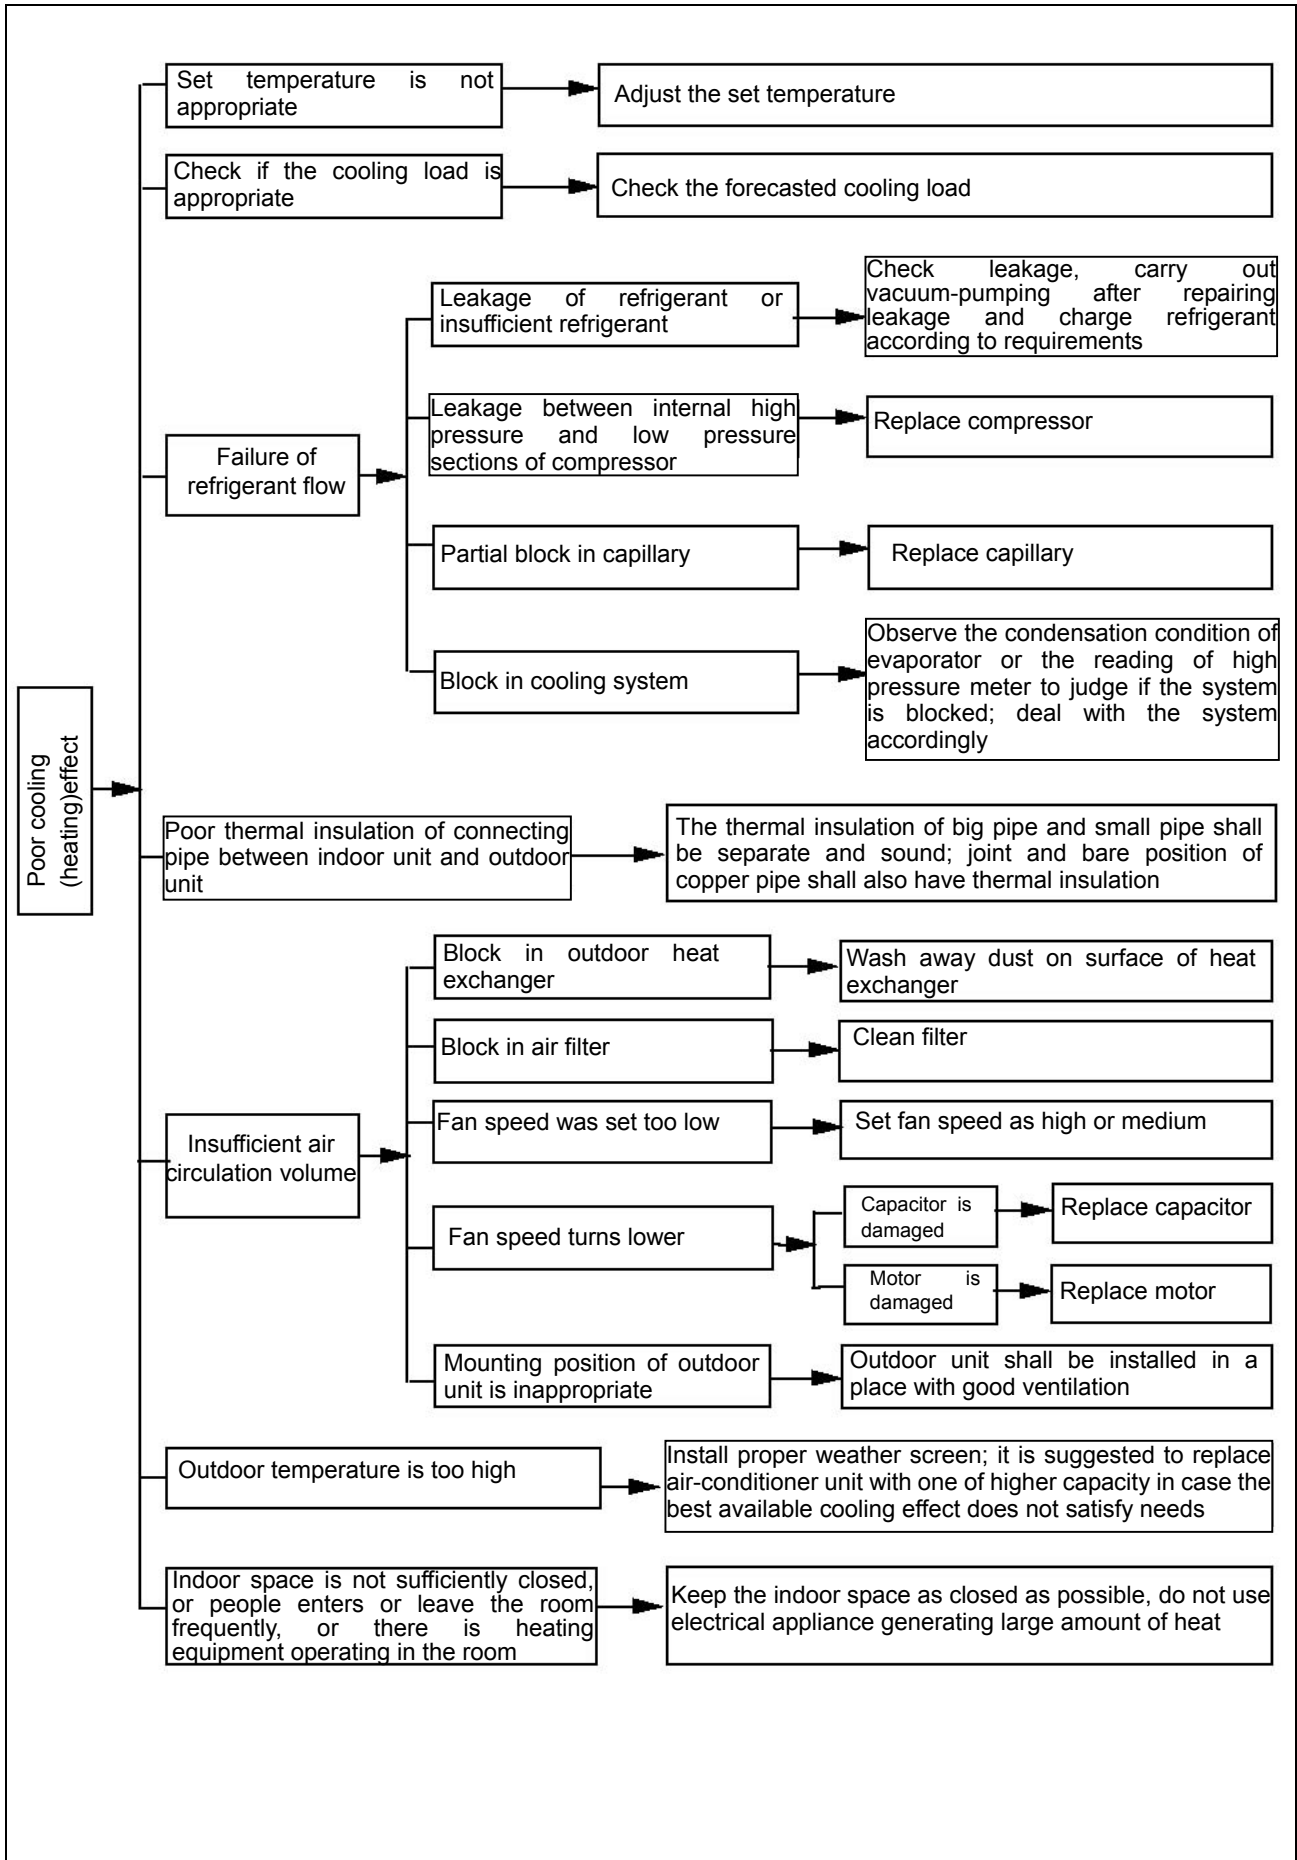 Set temperature is not
appropriate
Adjust the set temperature
Check if the cooling load is
appropriate
Check the forecasted cooling load
Leakage of refrigerant or
insufficient refrigerant
Check leakage, carry out
vacuum-pumping after repairing
leakage and charge refrigerant
according to requirements
Leakage between internal high
pressure and low pressure
sections of compressor
Replace compressor
Failure of
refrigerant flow
Partial block in capillary
Replace capillary
Block in cooling system
Observe the condensation condition of
evaporator or the reading of high
pressure meter to judge if the system
is blocked; deal with the system
accordingly
Poor cooling
(heating)effect
Poor thermal insulation of connecting
pipe between indoor unit and outdoor
unit
The thermal insulation of big pipe and small pipe shall
be separate and sound; joint and bare position of
copper pipe shall also have thermal insulation
Block in outdoor heat
exchanger
Wash away dust on surface of heat
exchanger
Block in air filter
Clean filter
Fan speed was set too low
Set fan speed as high or medium
Insufficient air
circulation volume
Fan speed turns lower
Capacitor is
damaged
Replace capacitor
Motor is
damaged
Replace motor
Mounting position of outdoor
unit is inappropriate
Outdoor unit shall be installed in a
place with good ventilation
Outdoor temperature is too high
Install proper weather screen; it is suggested to replace
air-conditioner unit with one of higher capacity in case the
best available cooling effect does not satisfy needs
Indoor space is not sufficiently closed,
or people enters or leave the room
frequently, or there is heating
equipment operating in the room
Keep the indoor space as closed as possible, do not use
electrical appliance generating large amount of heat